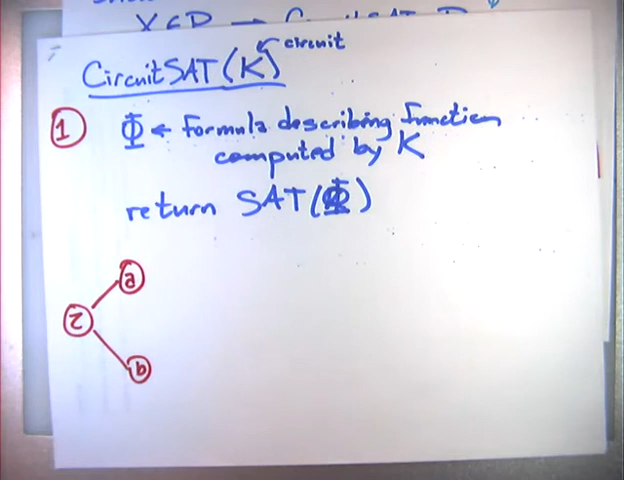 CircuitSAT(K) ← circuit
① Φ ← Formula describing function
computed by K
return SAT(Φ)
a
z
b